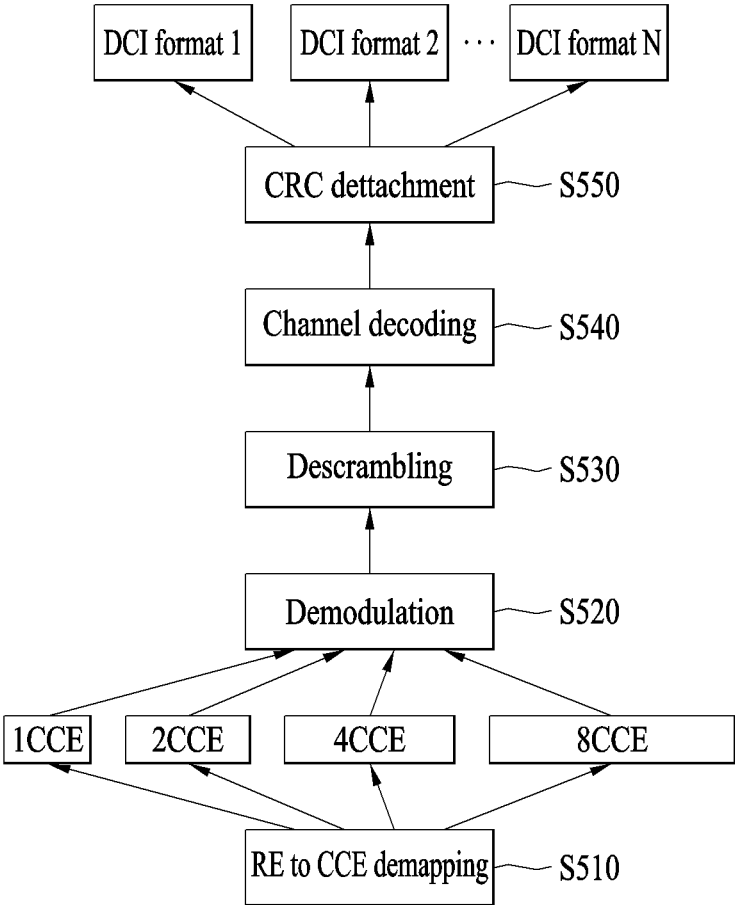 DCI format 1
DCI format 2
···
DCI format N
CRC dettachment
S550
Channel decoding
S540
Descrambling
S530
Demodulation
S520
1CCE
2CCE
4CCE
8CCE
RE to CCE demapping
S510